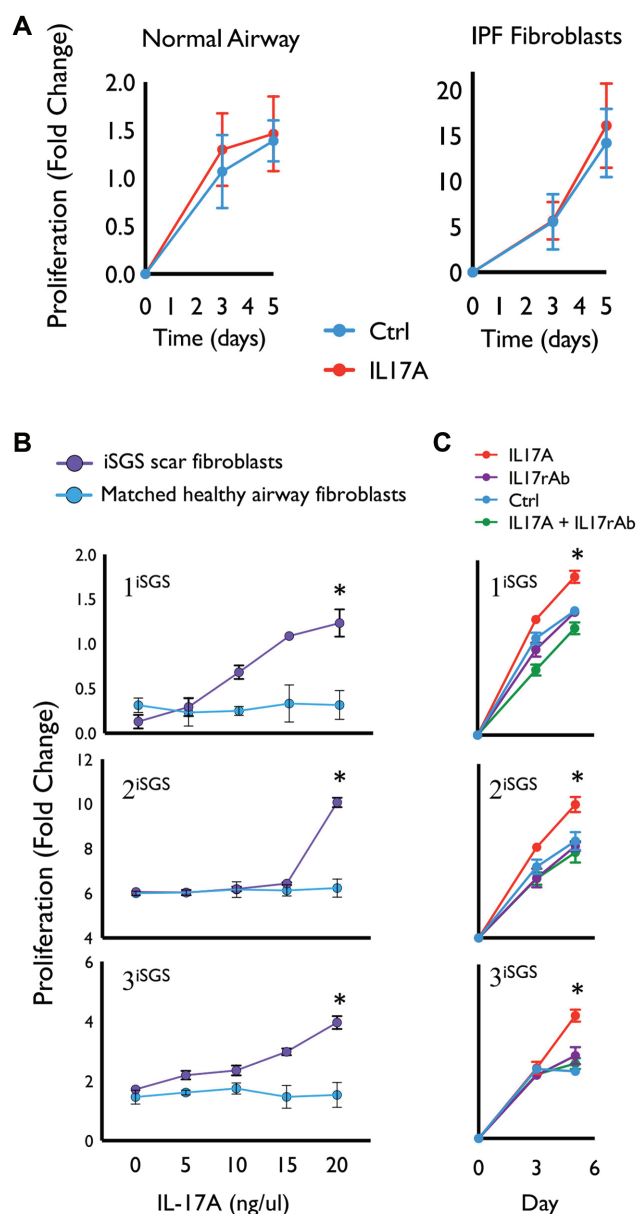 A
Normal Airway
IPF Fibroblasts
Proliferation (Fold Change)
2.0
1.5
1.0
0.5
0.0
0 1 2 3 4 5
Time (days)
20
15
10
5
0
0 1 2 3 4 5
Time (days)
Ctrl
IL17A
B
iSGS scar fibroblasts
Matched healthy airway fibroblasts
C
IL17A
IL17rAb
Ctrl
IL17A + IL17rAb
Proliferation (Fold Change)
2.0
1.5
1.0
0.5
0.0
1iSGS
*
12
10
8
6
4
2iSGS
*
6
4
2
0
3iSGS
*
0 5 10 15 20
IL-17A (ng/ul)
1iSGS
*
2iSGS
*
3iSGS
*
0 3 6
Day